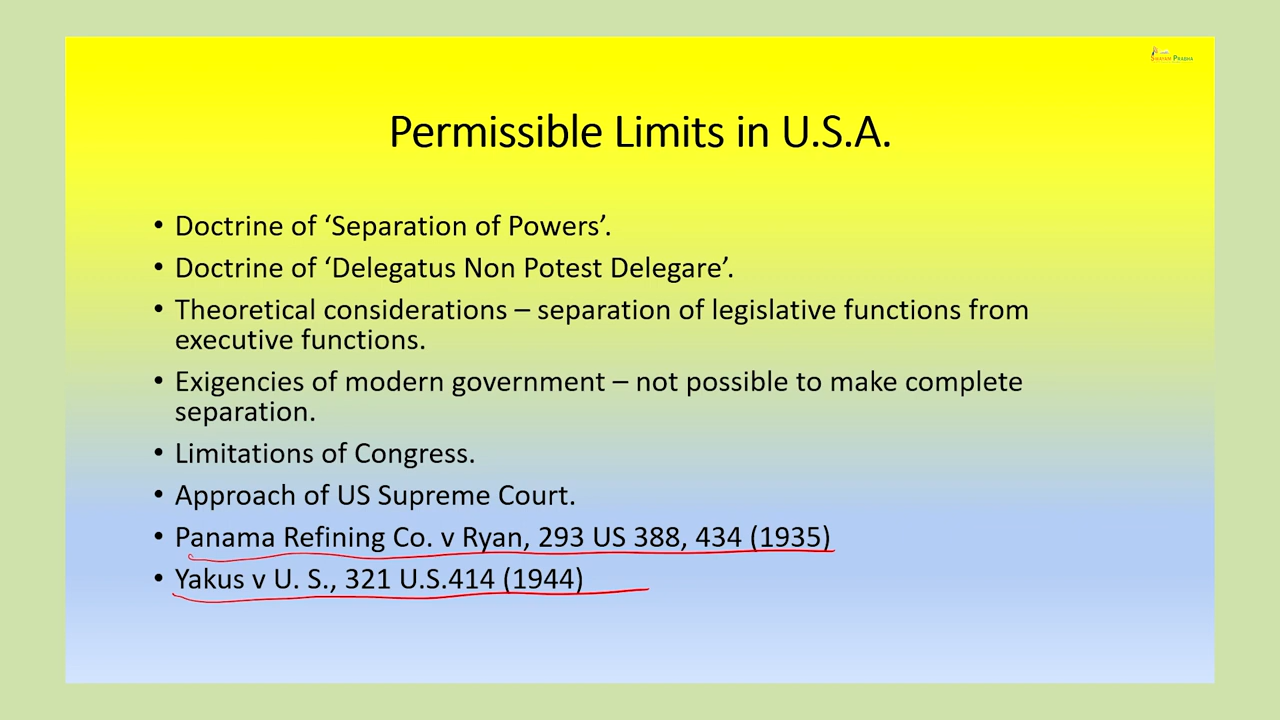 SWAYAM PRABHA
Permissible Limits in U.S.A.
• Doctrine of ‘Separation of Powers’.
• Doctrine of ‘Delegatus Non Potest Delegare’.
• Theoretical considerations – separation of legislative functions from
executive functions.
• Exigencies of modern government – not possible to make complete
separation.
• Limitations of Congress.
• Approach of US Supreme Court.
• Panama Refining Co. v Ryan, 293 US 388, 434 (1935)
• Yakus v U. S., 321 U.S.414 (1944)